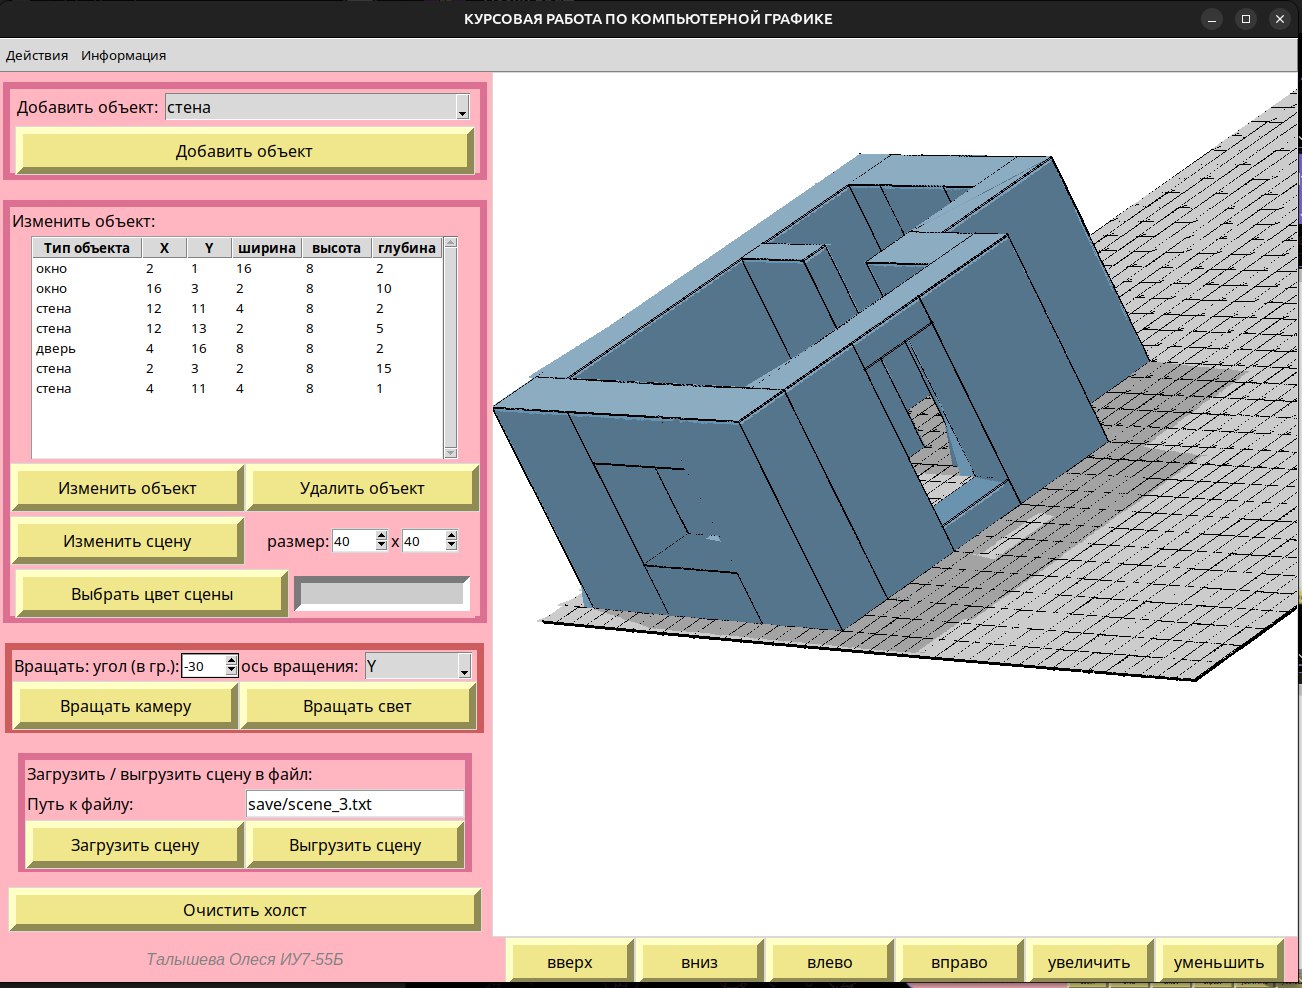 КУРСОВАЯ РАБОТА ПО КОМПЬЮТЕРНОЙ ГРАФИКЕ
Действия Информация
Добавить объект: стена
Добавить объект
Изменить объект:
Тип объекта X Y ширина высота глубина
окно 2 1 16 8 2
окно 16 3 2 8 10
стена 12 11 4 8 2
стена 12 13 2 8 5
дверь 4 16 8 8 2
стена 2 3 2 8 15
стена 4 11 4 8 1
Изменить объект Удалить объект
Изменить сцену размер: 40 x 40
Выбрать цвет сцены
Вращать: угол (в гр.): -30 ось вращения: Y
Вращать камеру Вращать свет
Загрузить / выгрузить сцену в файл:
Путь к файлу: save/scene_3.txt
Загрузить сцену Выгрузить сцену
Очистить холст
Талышева Олеся ИУ7-55Б
вверх вниз влево вправо увеличить уменьшить